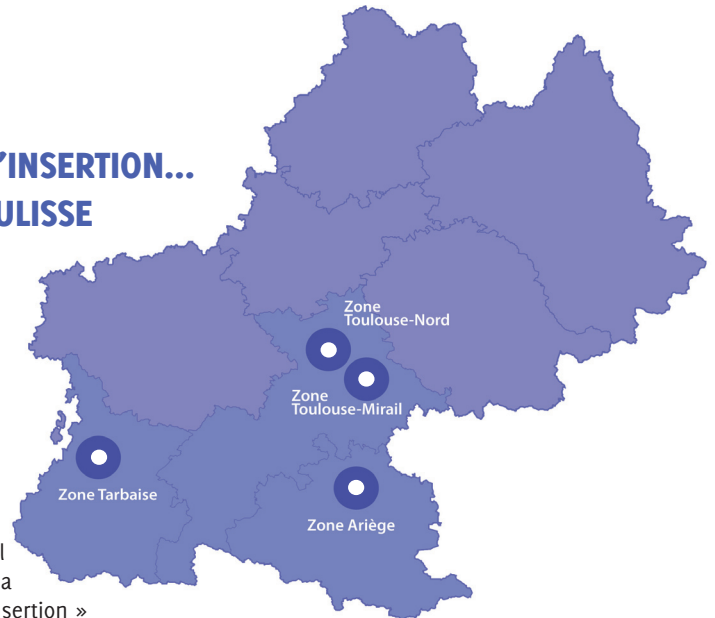 'INSERTION...
ULISSE
Zone
Toulouse-Nord
Zone
Toulouse-Mirail
Zone Tarbaise
Zone Ariège
l
a
sertion »